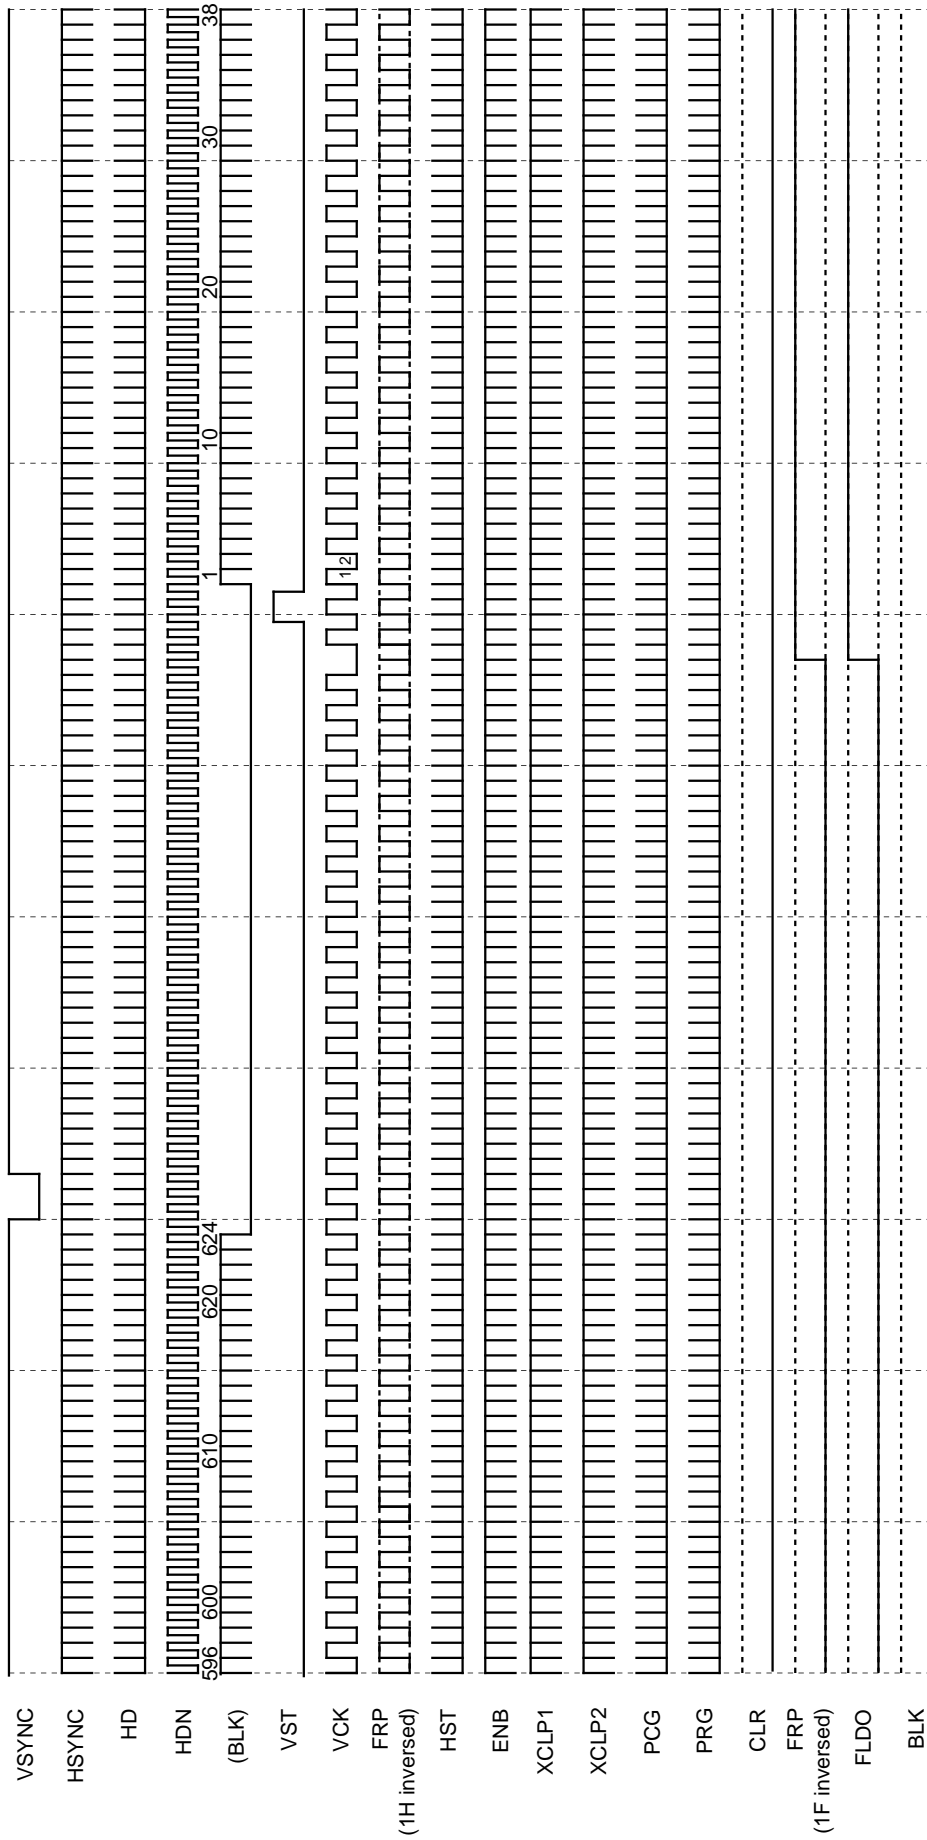 VSYNC
HSYNC
HD
HDN
596 600 610 620 624 1 10 20 30 38
(BLK)
VST
VCK
1 2
FRP
(1H inversed)
HST
ENB
XCLP1
XCLP2
PCG
PRG
CLR
FRP
(1F inversed)
FLDO
BLK